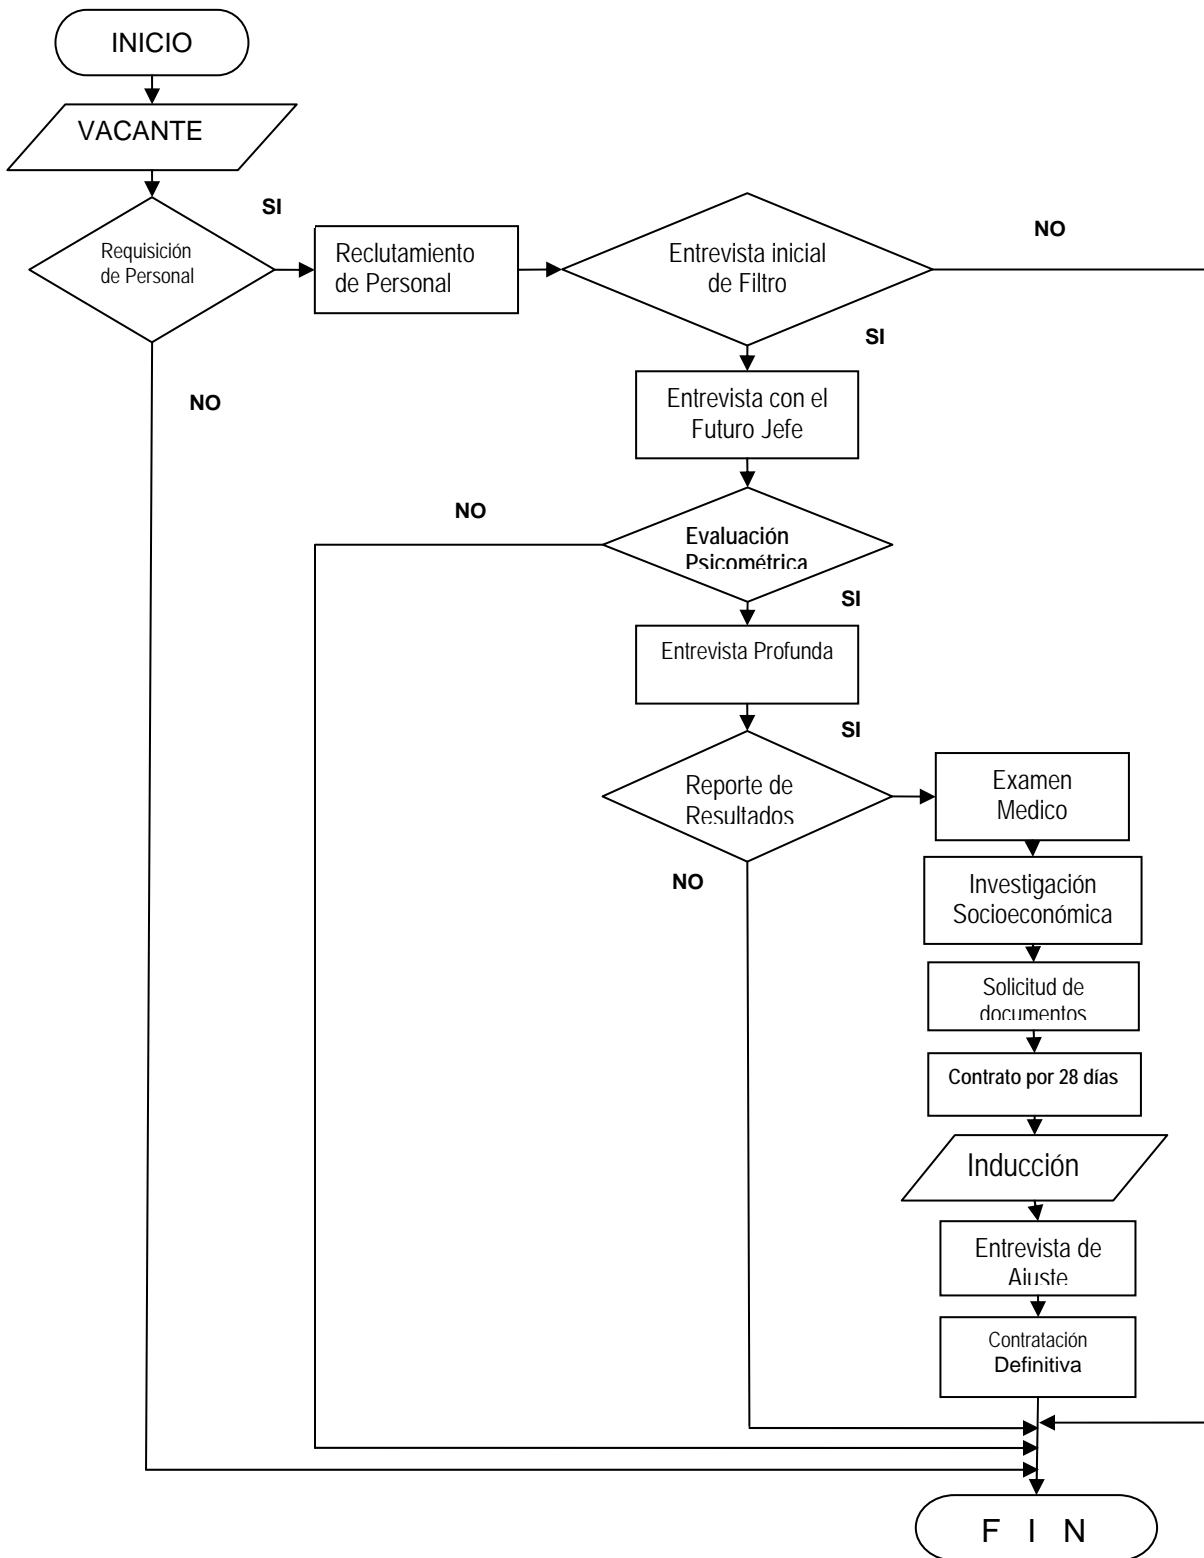 INICIO
VACANTE
SI
Requisición
de Personal
Reclutamiento
de Personal
Entrevista inicial
de Filtro
NO
SI
NO
Entrevista con el
Futuro Jefe
NO
Evaluación
Psicométrica
SI
Entrevista Profunda
SI
Reporte de
Resultados
NO
Examen
Medico
Investigación
Socioeconómica
Solicitud de
documentos
Contrato por 28 días
Inducción
Entrevista de
Ajuste
Contratación
Definitiva
F I N